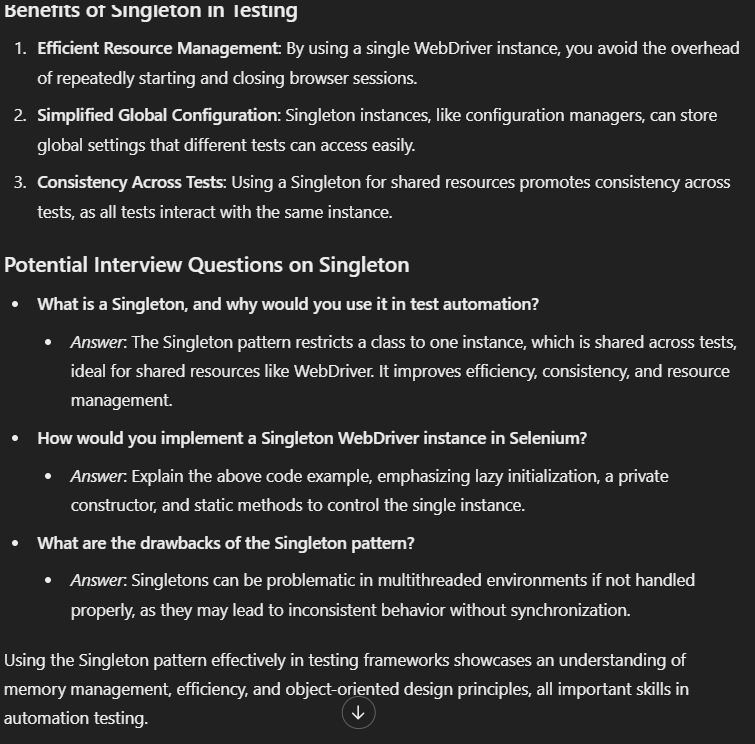 Benefits of Singleton in Testing
1. Efficient Resource Management: By using a single WebDriver instance, you avoid the overhead
of repeatedly starting and closing browser sessions.
2. Simplified Global Configuration: Singleton instances, like configuration managers, can store
global settings that different tests can access easily.
3. Consistency Across Tests: Using a Singleton for shared resources promotes consistency across
tests, as all tests interact with the same instance.
Potential Interview Questions on Singleton
• What is a Singleton, and why would you use it in test automation?
• Answer: The Singleton pattern restricts a class to one instance, which is shared across tests,
ideal for shared resources like WebDriver. It improves efficiency, consistency, and resource
management.
• How would you implement a Singleton WebDriver instance in Selenium?
• Answer: Explain the above code example, emphasizing lazy initialization, a private
constructor, and static methods to control the single instance.
• What are the drawbacks of the Singleton pattern?
• Answer: Singletons can be problematic in multithreaded environments if not handled
properly, as they may lead to inconsistent behavior without synchronization.
Using the Singleton pattern effectively in testing frameworks showcases an understanding of
memory management, efficiency, and object-oriented design principles, all important skills in
automation testing.